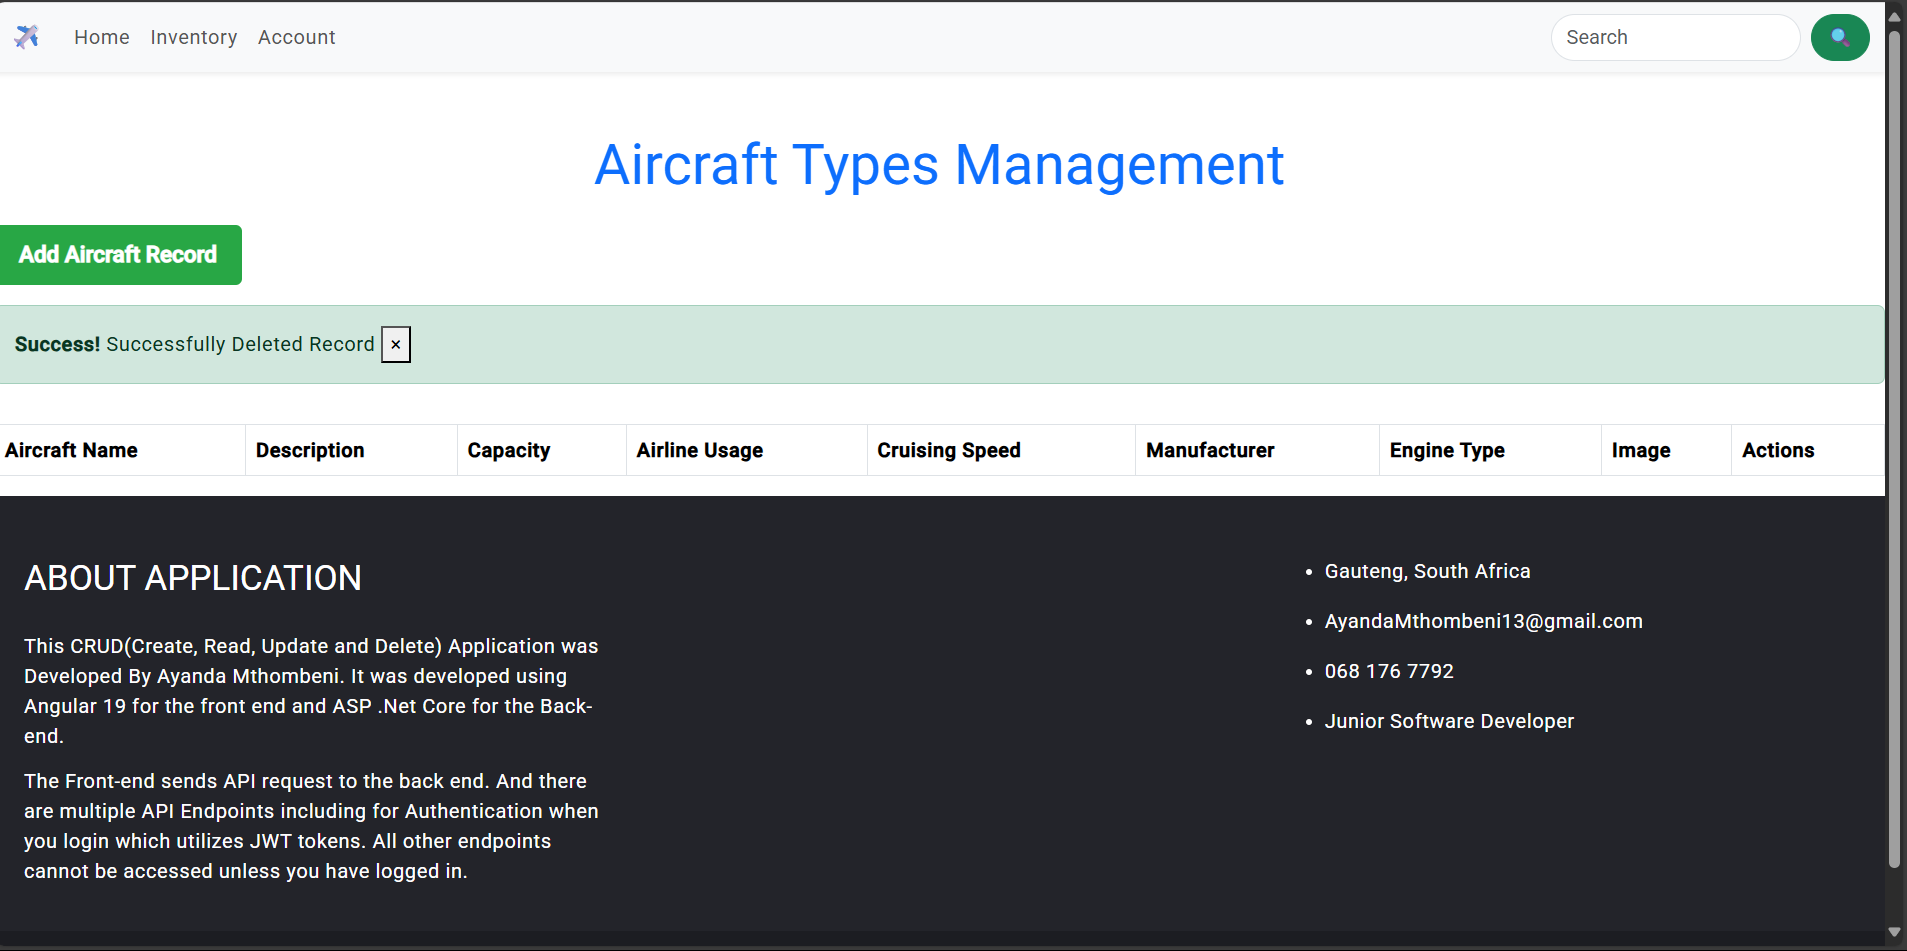 Home Inventory Account Search
Aircraft Types Management
Add Aircraft Record
Success! Successfully Deleted Record ×
Aircraft Name Description Capacity Airline Usage Cruising Speed Manufacturer Engine Type Image Actions
ABOUT APPLICATION
This CRUD(Create, Read, Update and Delete) Application was
Developed By Ayanda Mthombeni. It was developed using
Angular 19 for the front end and ASP .Net Core for the Back-
end.
The Front-end sends API request to the back end. And there
are multiple API Endpoints including for Authentication when
you login which utilizes JWT tokens. All other endpoints
cannot be accessed unless you have logged in.
• Gauteng, South Africa
• AyandaMthombeni13@gmail.com
• 068 176 7792
• Junior Software Developer